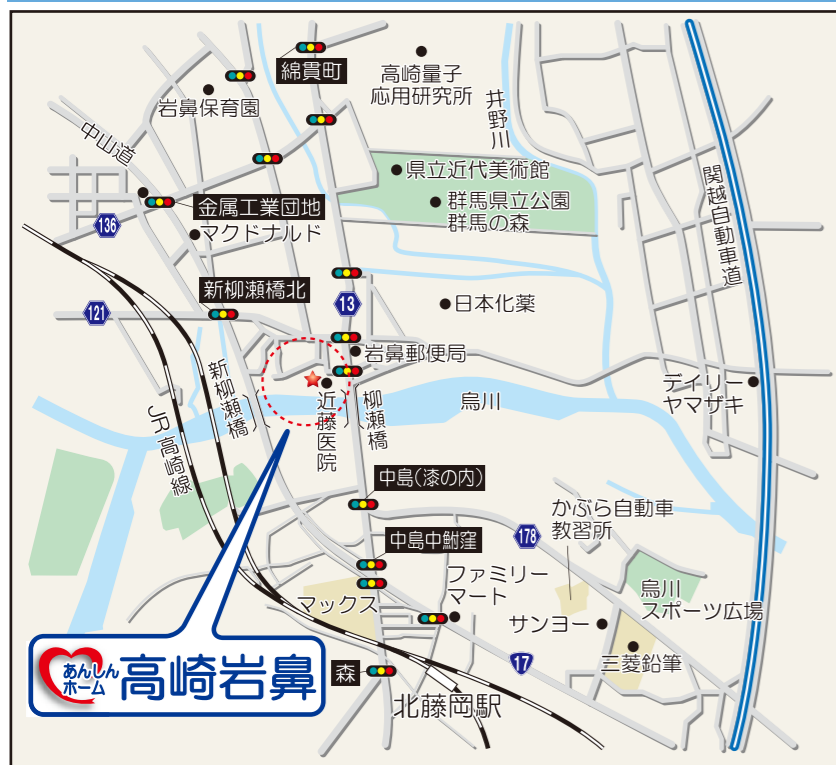 綿貫町
高崎量子
応用研究所
岩鼻保育園
井野川
中山道
県立近代美術館
群馬県立公園
群馬の森
関越自動車道
金属工業団地
136
マクドナルド
新柳瀬橋北
13
日本化薬
121
岩鼻郵便局
新柳瀬橋
デイリー
ヤマザキ
近藤医院
柳瀬橋
烏川
JR高崎線
中島(漆の内)
かぶら自動車
教習所
178
中島中鮒窪
ファミリー
マート
烏川
スポーツ広場
マックス
サンヨー
三菱鉛筆
17
森
北藤岡駅
あんしん
ホーム
高崎岩鼻